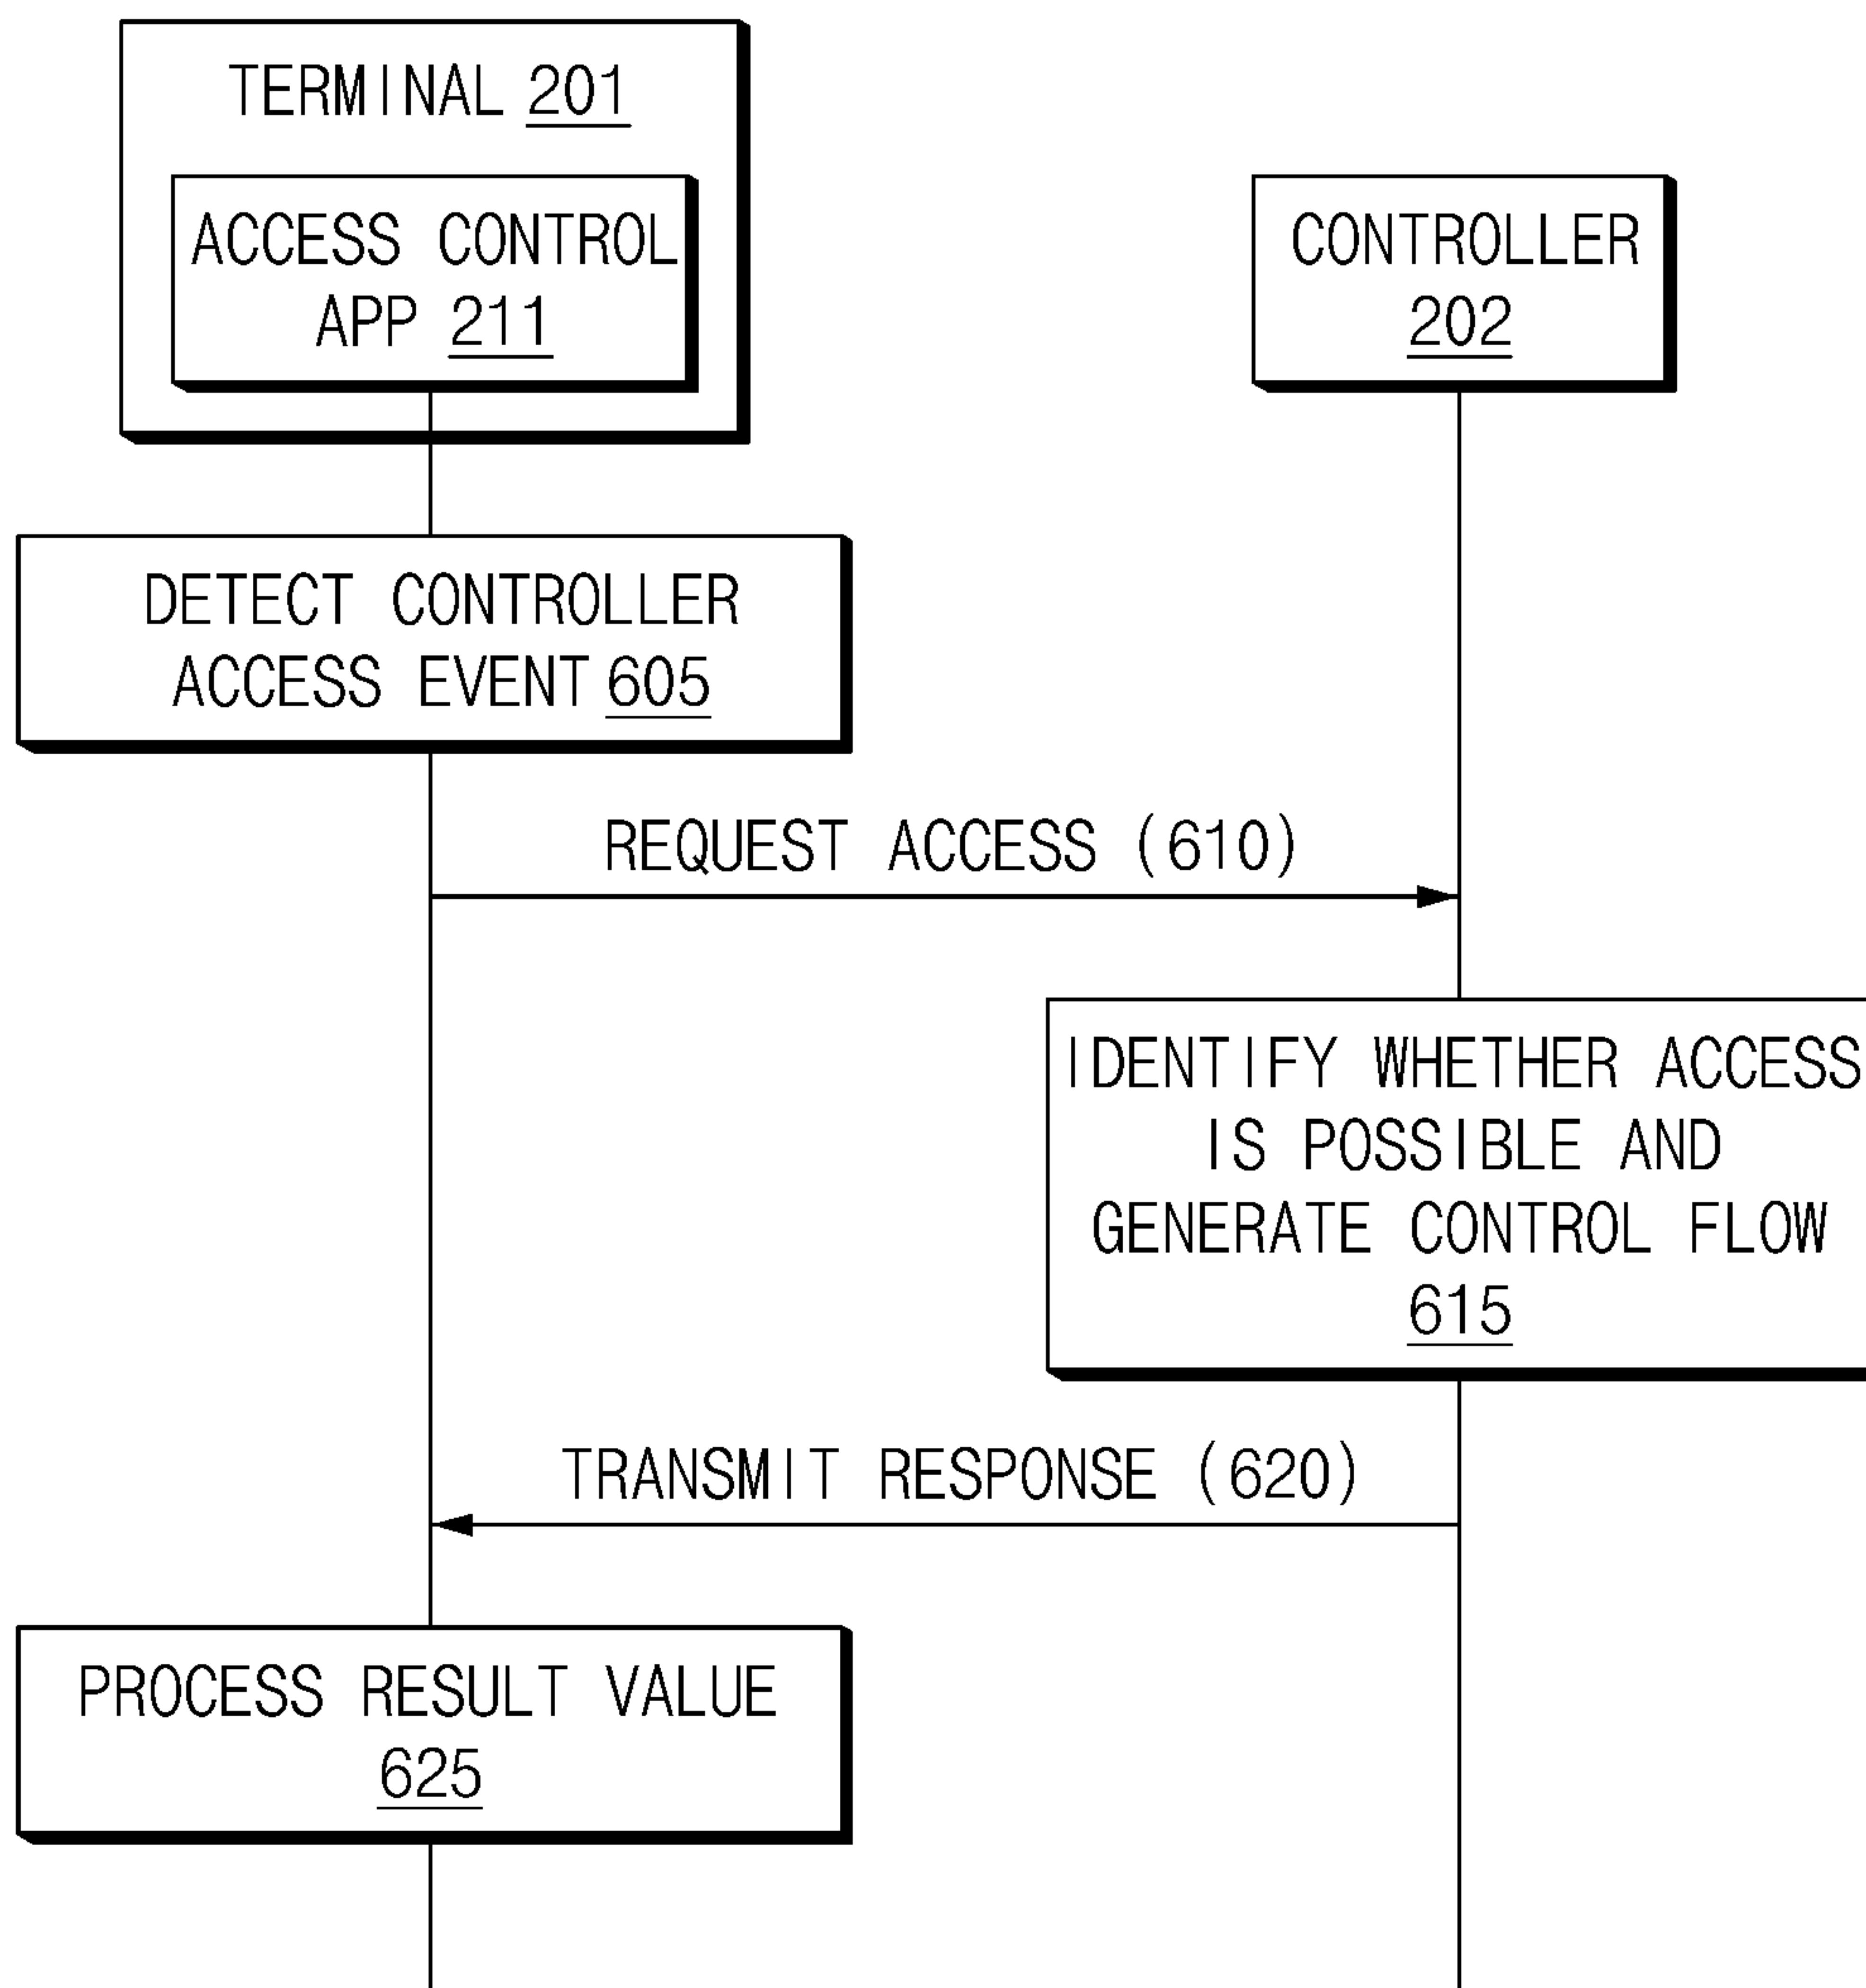 TERMINAL 201
ACCESS CONTROL
APP 211
CONTROLLER
202
DETECT CONTROLLER
ACCESS EVENT 605
REQUEST ACCESS (610)
IDENTIFY WHETHER ACCESS
IS POSSIBLE AND
GENERATE CONTROL FLOW
615
TRANSMIT RESPONSE (620)
PROCESS RESULT VALUE
625